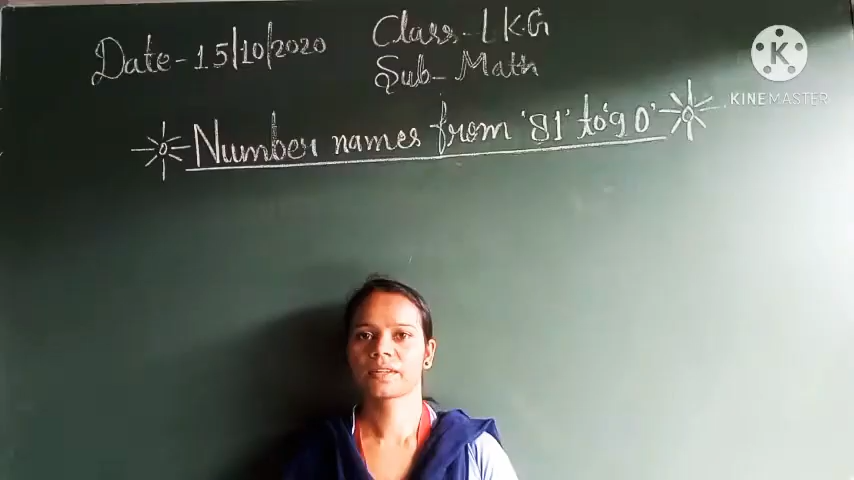 Date-15/10/2020
Class-LKG
Sub-Math
Number names from '81' to '90'
K
KINEMASTER